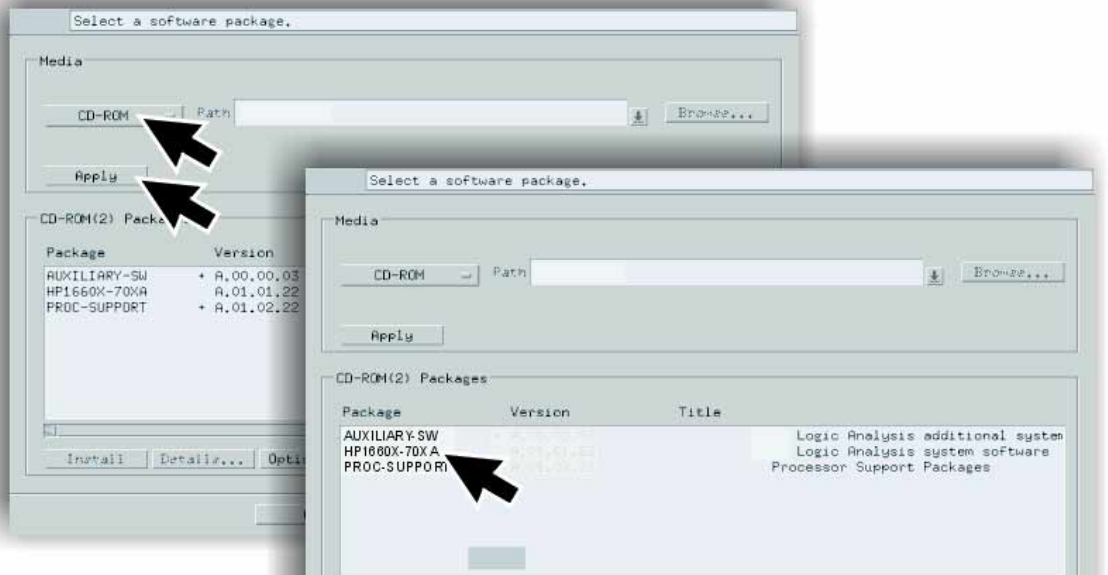 Select a software package.
Media
CD-ROM Path Browse...
Apply
CD-ROM(2)
Package Version
AUXILIARY-SW + A.00.00.03
HP1660X-70XA A.01.01.22
PROC-SUPPORT + A.01.02.22
Install Details...
Select a software package.
Media
CD-ROM Path Browse...
Apply
CD-ROM(2) Packages
Package Version Title
AUXILIARY-SW Logic Analysis additional system
HP1660X-70XA Logic Analysis system software
PROC-SUPPORT Processor Support Packages